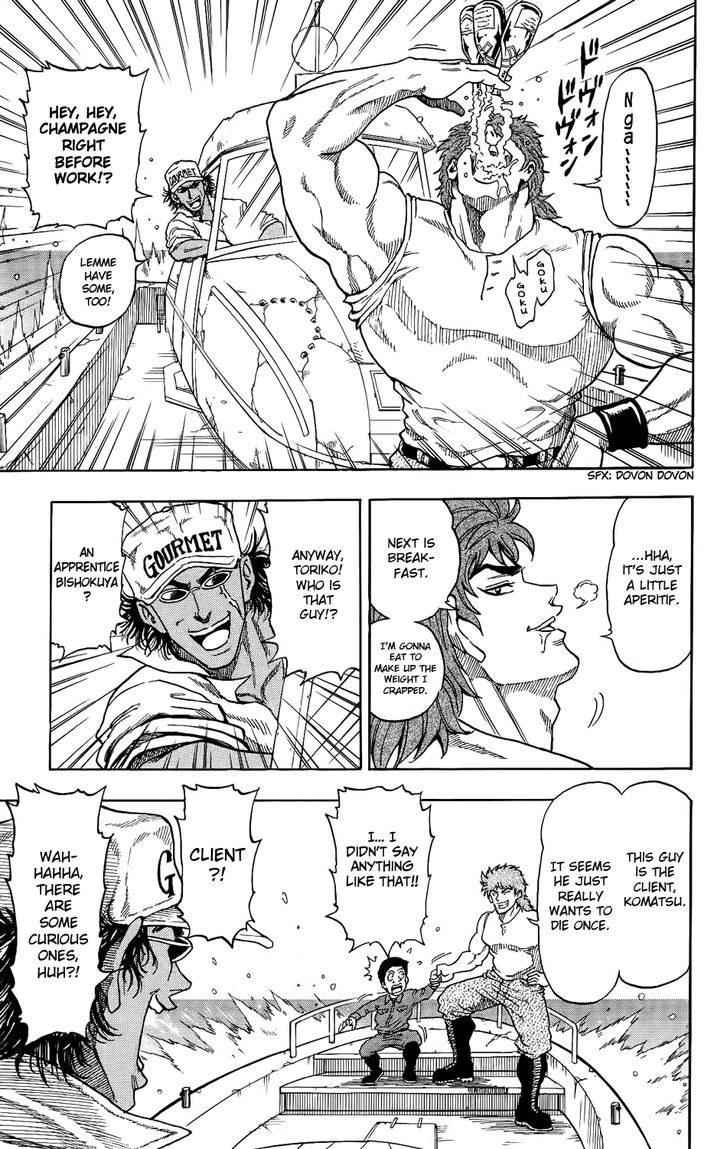 Nga~~~~~
ドヴォン
ドヴォン
GOKU
GOKU
HEY, HEY,
CHAMPAGNE
RIGHT
BEFORE
WORK!?
GOURMET
LEMME
HAVE
SOME,
TOO!
SFX: DOVON DOVON
...HHA,
IT'S JUST
A LITTLE
APERITIF.
NEXT IS
BREAK-
FAST.
I'M GONNA
EAT TO
MAKE UP THE
WEIGHT I
CRAPPED.
ANYWAY,
TORIKO!
WHO IS
THAT
GUY!?
GOURMET
AN
APPRENTICE
BISHOKUYA
?
THIS GUY
IS THE
CLIENT,
KOMATSU.
IT SEEMS
HE JUST
REALLY
WANTS TO
DIE ONCE.
I... I
DIDN'T SAY
ANYTHING
LIKE THAT!!
CLIENT
?!
G
WAH-
HAHHA,
THERE
ARE
SOME
CURIOUS
ONES,
HUH?!